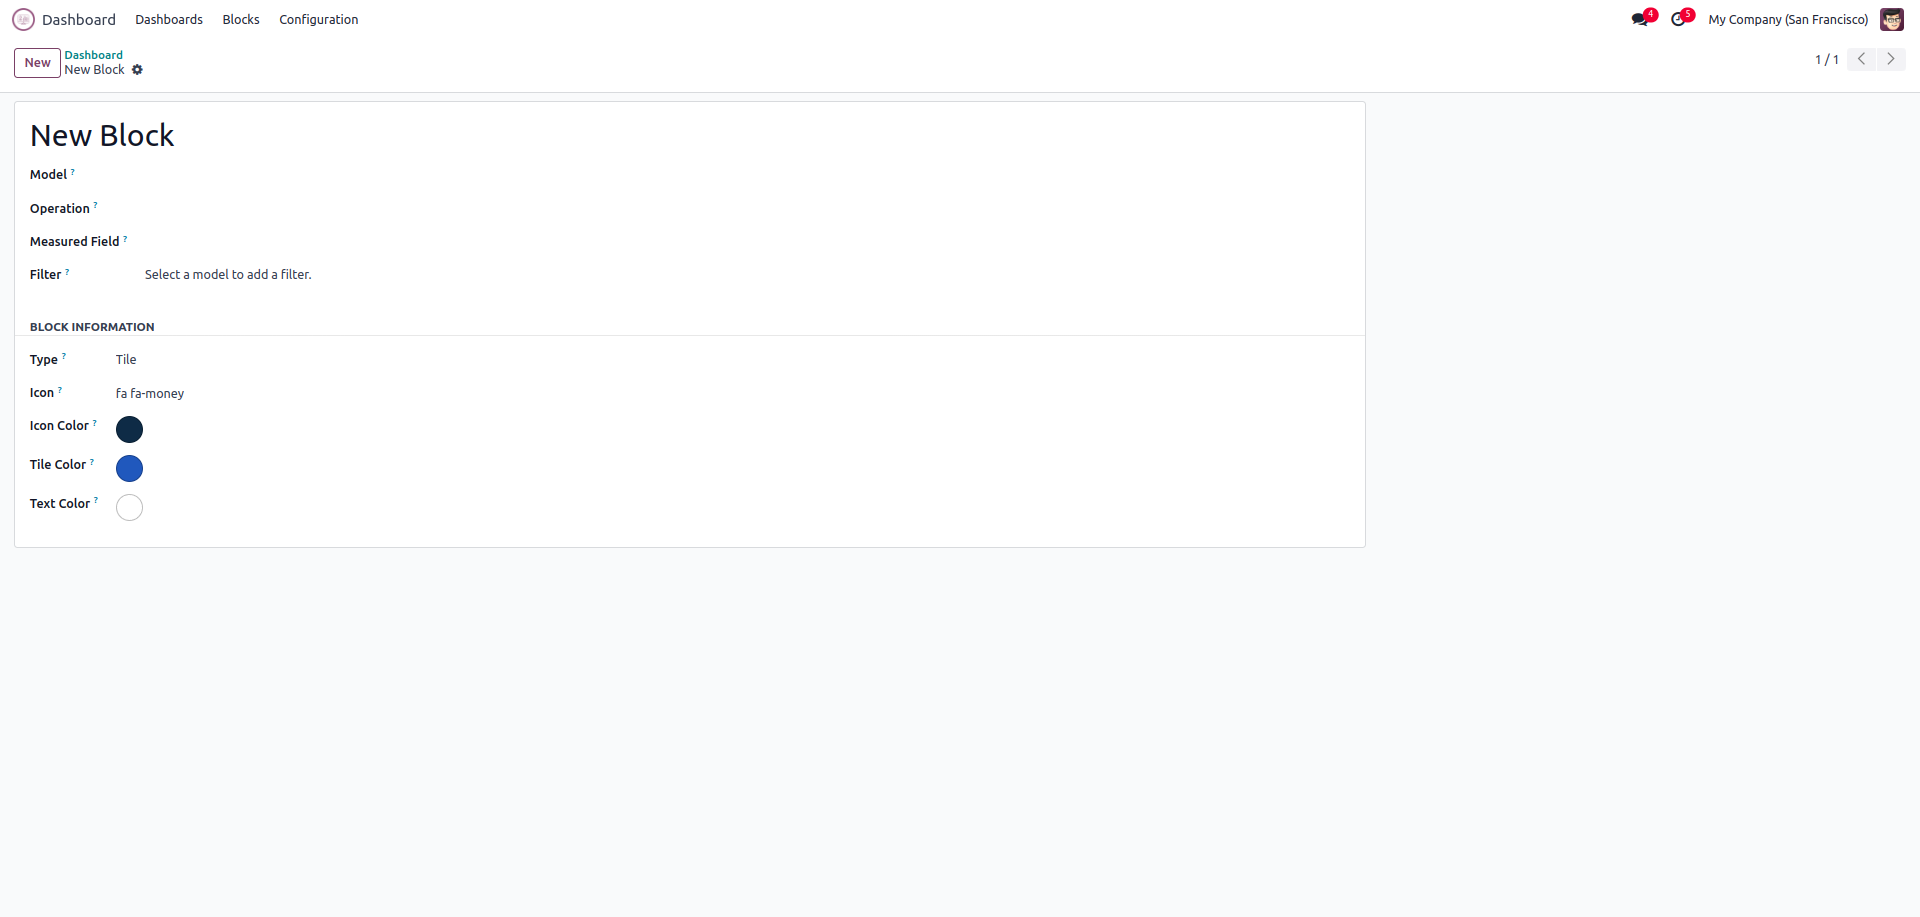 Dashboard Dashboards Blocks Configuration 4 5 My Company (San Francisco)
New Dashboard
New Block 1 / 1
New Block
Model ?
Operation ?
Measured Field ?
Filter ? Select a model to add a filter.
BLOCK INFORMATION
Type ? Tile
Icon ? fa fa-money
Icon Color ?
Tile Color ?
Text Color ?